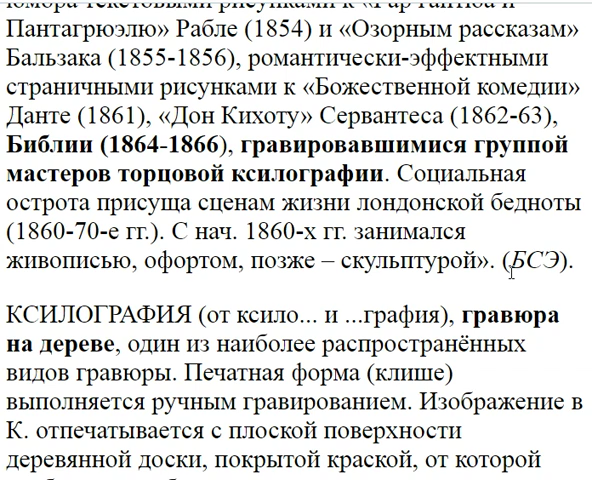 юмора текстовыми рисунками к «Гаргантюа и
Пантагрюэлю» Рабле (1854) и «Озорным рассказам»
Бальзака (1855-1856), романтически-эффектными
страничными рисунками к «Божественной комедии»
Данте (1861), «Дон Кихоту» Сервантеса (1862-63),
Библии (1864-1866), гравировавшимися группой
мастеров торцовой ксилографии. Социальная
острота присуща сценам жизни лондонской бедноты
(1860-70-е гг.). С нач. 1860-х гг. занимался
живописью, офортом, позже – скульптурой». (БСЭ).
КСИЛОГРАФИЯ (от ксило... и ...графия), гравюра
на дереве, один из наиболее распространённых
видов гравюры. Печатная форма (клише)
выполняется ручным гравированием. Изображение в
К. отпечатывается с плоской поверхности
деревянной доски, покрытой краской, от которой